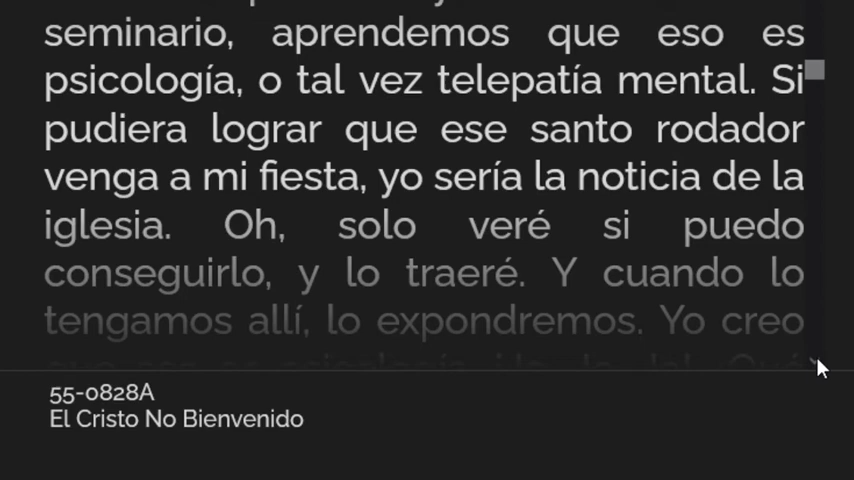 seminario, aprendemos que eso es
psicología, o tal vez telepatía mental. Si
pudiera lograr que ese santo rodador
venga a mi fiesta, yo sería la noticia de la
iglesia. Oh, solo veré si puedo
conseguirlo, y lo traeré. Y cuando lo
tengamos allí, lo expondremos. Yo creo
55-0828A
El Cristo No Bienvenido